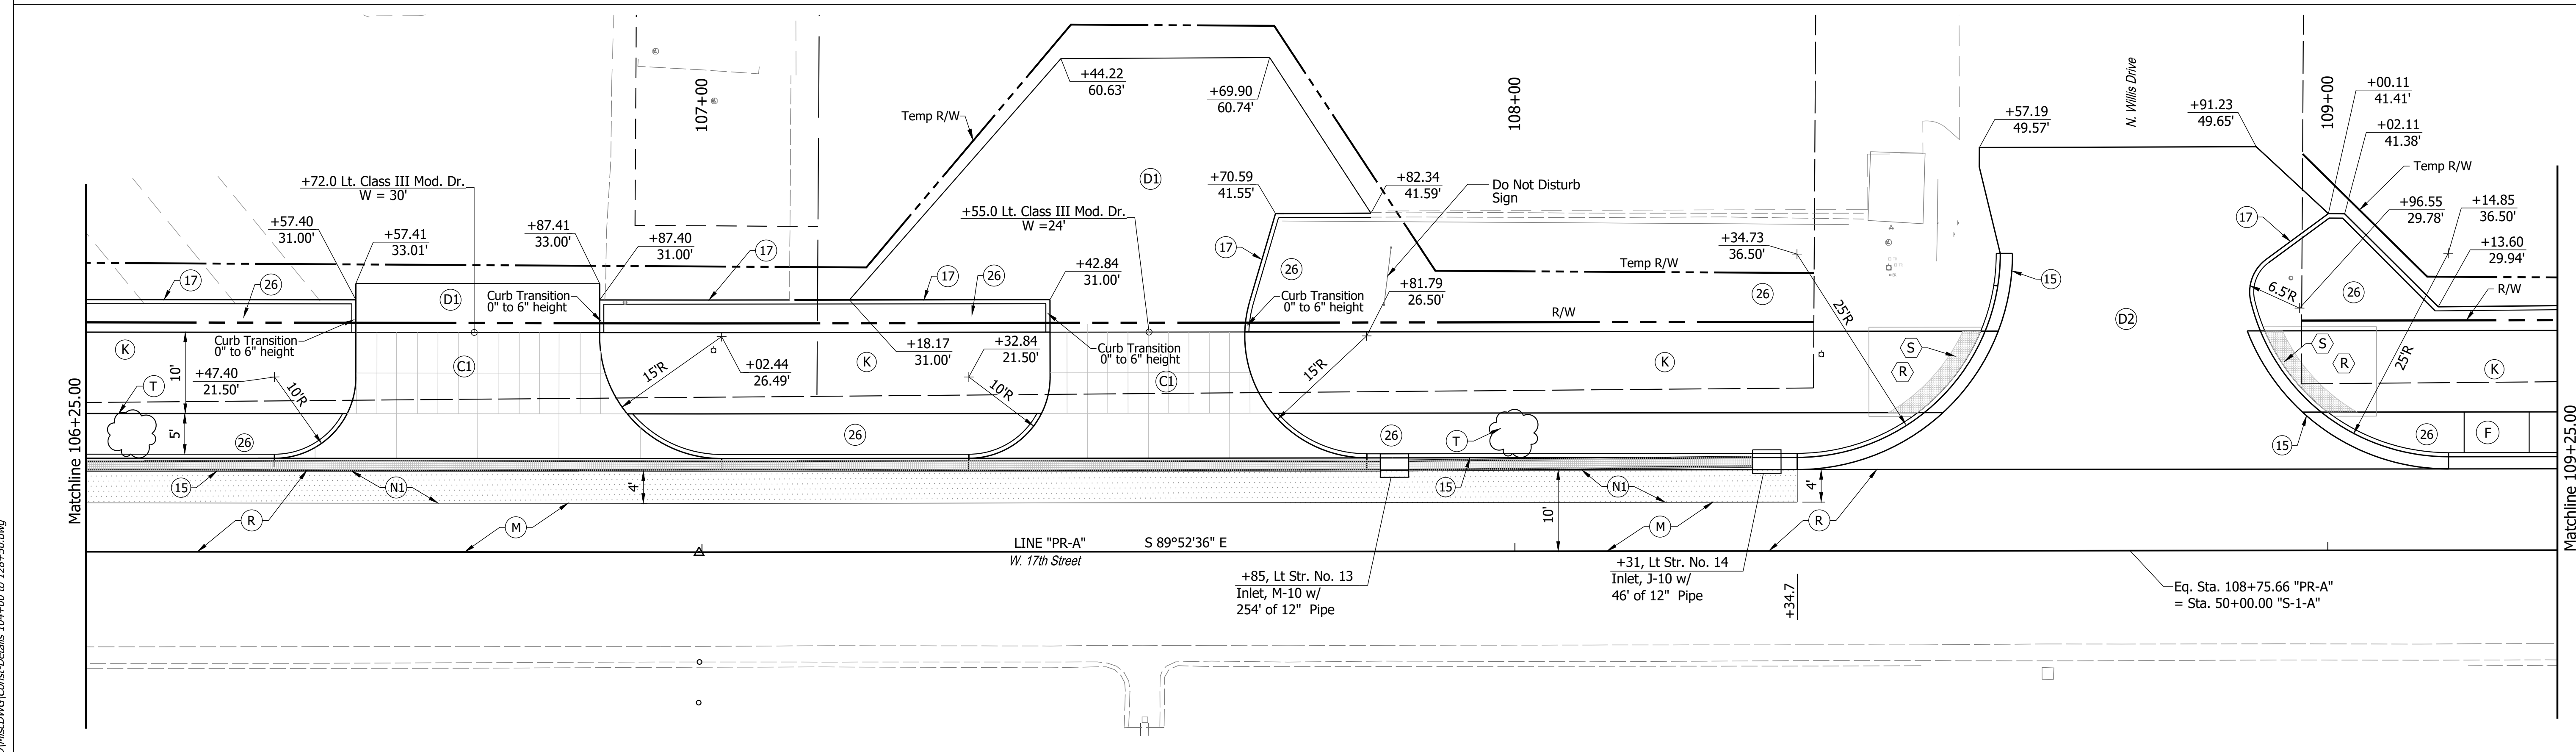 107+00
108+00
N. Willis Drive
109+00
+44.22
60.63'
+69.90
60.74'
Temp R/W
+57.19
49.57'
+91.23
49.65'
+00.11
41.41'
+02.11
41.38'
Temp R/W
+72.0 Lt. Class III Mod. Dr.
W = 30'
+57.40
31.00'
+57.41
33.01'
+87.41
33.00'
+87.40
31.00'
17
D1
+70.59
41.55'
+82.34
41.59'
Do Not Disturb
Sign
+55.0 Lt. Class III Mod. Dr.
W =24'
17
+34.73
36.50'
17
+96.55
29.78'
+14.85
36.50'
+13.60
29.94'
17
26
D1
Curb Transition
0" to 6" height
17
26
+42.84
31.00'
26
Curb Transition
0" to 6" height
+81.79
26.50'
Temp R/W
26
R/W
25'R
15
6.5'R
26
R/W
D2
Curb Transition
0" to 6" height
K
10'
T
5'
+47.40
21.50'
10'R
C1
15'R
+02.44
26.49'
K
+18.17
31.00'
+32.84
21.50'
10'R
Curb Transition
0" to 6" height
C1
15'R
K
S
R
S
R
25'R
K
26
26
26
T
15
26
F
Matchline 106+25.00
Matchline 109+25.00
15
N1
4'
15
N1
4'
R
M
10'
M
R
LINE "PR-A"
S 89°52'36" E
W. 17th Street
+85, Lt Str. No. 13
Inlet, M-10 w/
254' of 12" Pipe
+31, Lt Str. No. 14
Inlet, J-10 w/
46' of 12" Pipe
+34.7
Eq. Sta. 108+75.66 "PR-A"
= Sta. 50+00.00 "S-1-A"